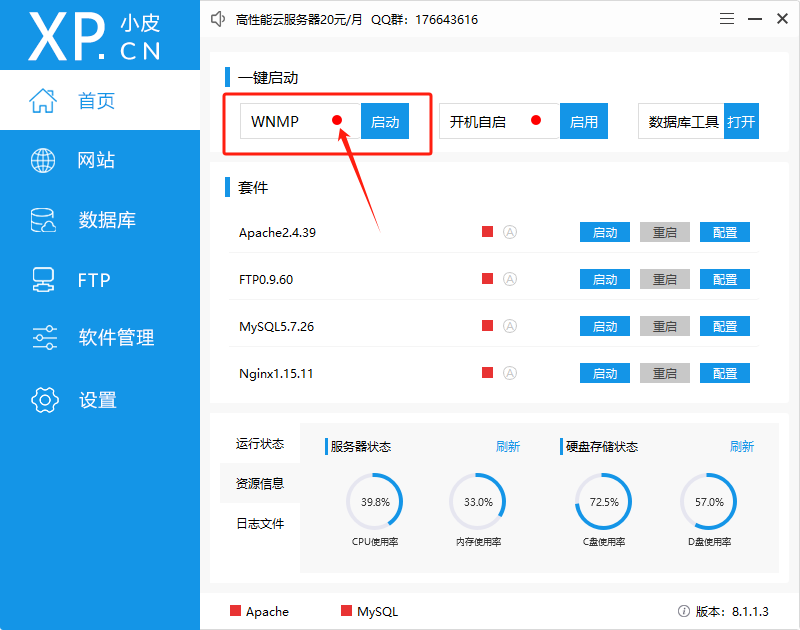 XP.CN 小皮
高性能云服务器20元/月 QQ群：176643616
首页
网站
数据库
FTP
软件管理
设置
一键启动
WNMP 启动
开机自启 启用
数据库工具 打开
套件
Apache2.4.39 A 启动 重启 配置
FTP0.9.60 A 启动 重启 配置
MySQL5.7.26 A 启动 重启 配置
Nginx1.15.11 A 启动 重启 配置
运行状态
资源信息
日志文件
服务器状态 刷新
硬盘存储状态 刷新
39.8% 33.0% 72.5% 57.0%
CPU使用率 内存使用率 C盘使用率 D盘使用率
Apache MySQL 版本：8.1.1.3